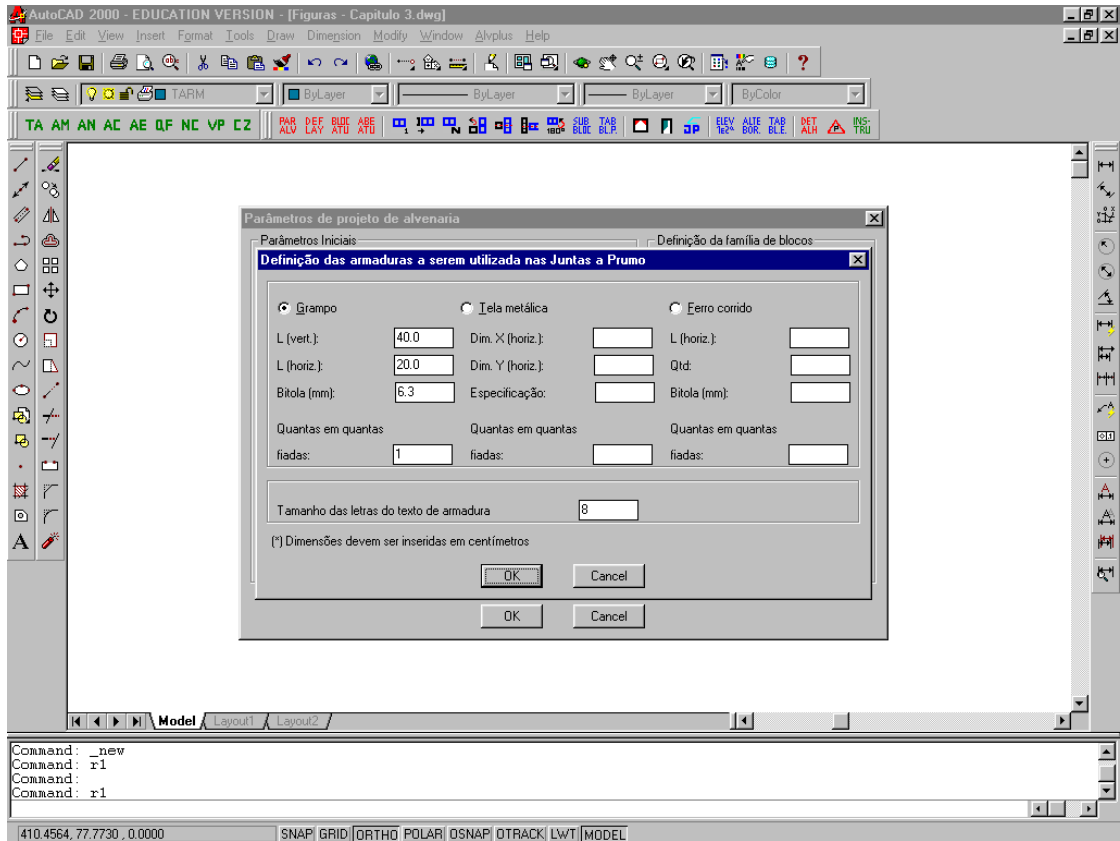 AutoCAD 2000 - EDUCATION VERSION - [Figuras - Capitulo 3.dwg]
File Edit View Insert Format Tools Draw Dimension Modify Window Alvplus Help
TARM ByLayer ByLayer ByLayer ByColor
TA AM AN AC AE Q.F NC VP CZ PAR ALV DEF LAY BLOC ATU ABE ATU 1 1 N 180° SUB BLOC TAB BL.P. JP ELEV 1e2ª ALTE BOR. TAB BLE. DET ALH P INS-TRU
Parâmetros de projeto de alvenaria
Parâmetros Iniciais Definição da família de blocos
Definição das armaduras a serem utilizada nas Juntas a Prumo
Grampo Tela metálica Ferro corrido
L (vert.): 40.0 Dim. X (horiz.): L (horiz.):
L (horiz.): 20.0 Dim. Y (horiz.): Qtd:
Bitola (mm): 6.3 Especificação: Bitola (mm):
Quantas em quantas Quantas em quantas Quantas em quantas
fiadas: 1 fiadas: fiadas:
Tamanho das letras do texto de armadura 8
(*) Dimensões devem ser inseridas em centímetros
OK Cancel
OK Cancel
Model Layout1 Layout2
Command: _new
Command: r1
Command:
Command: r1
410.4564, 77.7730 , 0.0000 SNAP GRID ORTHO POLAR OSNAP OTRACK LWT MODEL